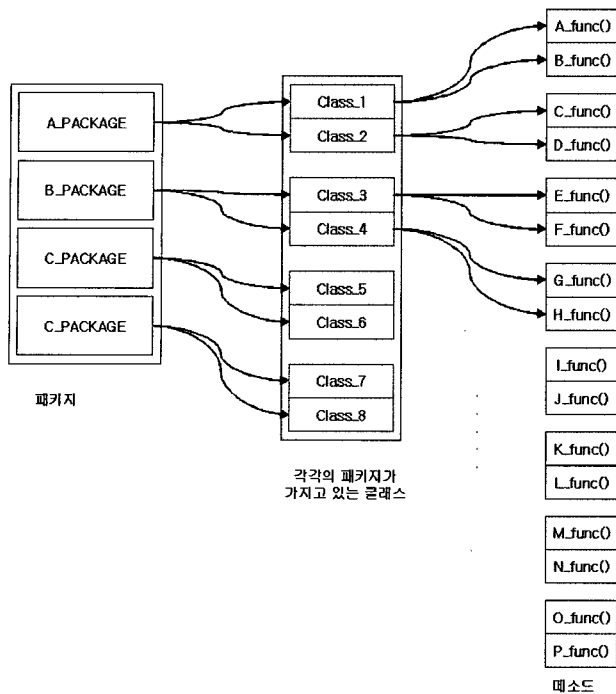 A_PACKAGE
B_PACKAGE
C_PACKAGE
C_PACKAGE
패키지
Class_1
Class_2
Class_3
Class_4
Class_5
Class_6
Class_7
Class_8
각각의 패키지가
가지고 있는 클래스
A_func()
B_func()
C_func()
D_func()
E_func()
F_func()
G_func()
H_func()
I_func()
J_func()
K_func()
L_func()
M_func()
N_func()
O_func()
P_func()
메소드